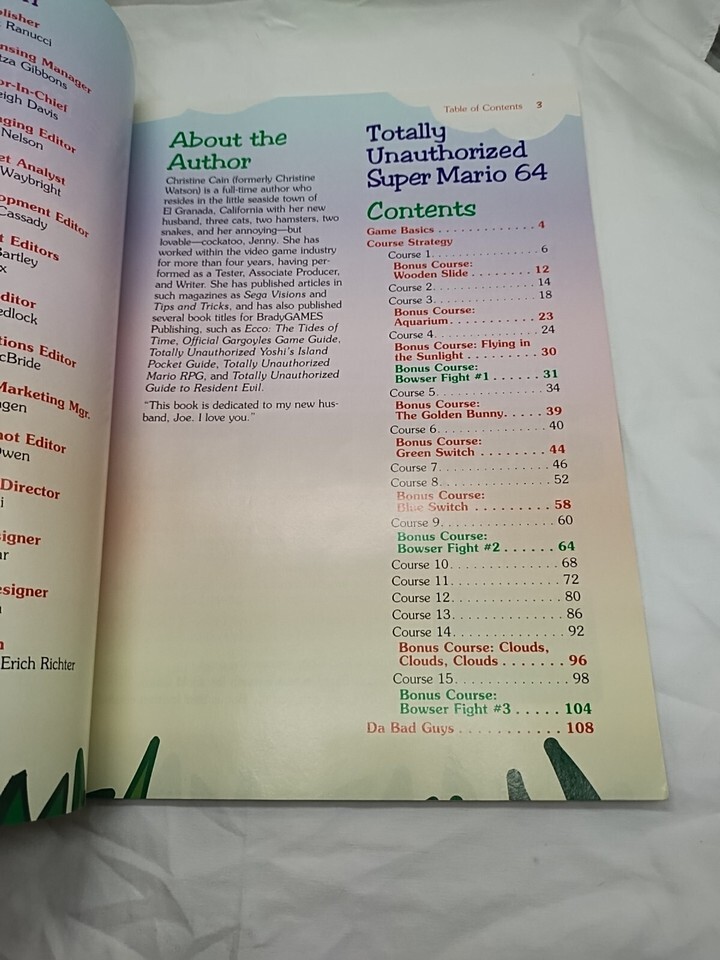 blisher
Ranucci
nsing Manager
tza Gibbons
or-In-Chief
eigh Davis
aging Editor
Nelson
et Analyst
Waybright
opment Editor
Cassady
t Editors
artley
x
ditor
edlock
tions Editor
cBride
Marketing Mgr.
gen
ot Editor
Owen
Director
i
signer
ar
esigner
Erich Richter
Table of Contents 3
About the
Author
Christine Cain (formerly Christine
Watson) is a full-time author who
resides in the little seaside town of
El Granada, California with her new
husband, three cats, two hamsters, two
snakes, and her annoying—but
lovable—cockatoo, Jenny. She has
worked within the video game industry
for more than four years, having per-
formed as a Tester, Associate Producer,
and Writer. She has published articles in
such magazines as Sega Visions and
Tips and Tricks, and has also published
several book titles for BradyGAMES
Publishing, such as Ecco: The Tides of
Time, Official Gargoyles Game Guide,
Totally Unauthorized Yoshi's Island
Pocket Guide, Totally Unauthorized
Mario RPG, and Totally Unauthorized
Guide to Resident Evil.
"This book is dedicated to my new hus-
band, Joe. I love you."
Totally
Unauthorized
Super Mario 64
Contents
Game Basics . . . . . . . . . . . . 4
Course Strategy
Course 1. . . . . . . . . . . . . . . 6
Bonus Course:
Wooden Slide . . . . . . . . 12
Course 2. . . . . . . . . . . . . . 14
Course 3. . . . . . . . . . . . . . 18
Bonus Course:
Aquarium. . . . . . . . . . . . 23
Course 4. . . . . . . . . . . . . . 24
Bonus Course: Flying in
the Sunlight . . . . . . . . . 30
Bonus Course:
Bowser Fight #1 . . . . . . 31
Course 5. . . . . . . . . . . . . . 34
Bonus Course:
The Golden Bunny. . . . . 39
Course 6. . . . . . . . . . . . . . 40
Bonus Course:
Green Switch . . . . . . . . 44
Course 7. . . . . . . . . . . . . . 46
Course 8. . . . . . . . . . . . . . 52
Bonus Course:
Blue Switch . . . . . . . . . 58
Course 9. . . . . . . . . . . . . . 60
Bonus Course:
Bowser Fight #2 . . . . . . 64
Course 10. . . . . . . . . . . . . 68
Course 11. . . . . . . . . . . . . 72
Course 12. . . . . . . . . . . . . 80
Course 13. . . . . . . . . . . . . 86
Course 14. . . . . . . . . . . . . 92
Bonus Course: Clouds,
Clouds, Clouds . . . . . . . 96
Course 15. . . . . . . . . . . . . 98
Bonus Course:
Bowser Fight #3 . . . . . 104
Da Bad Guys . . . . . . . . . . . 108